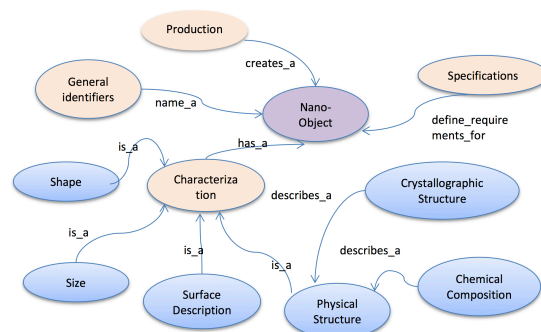 Production
creates_a
General
identifiers
name_a
Nano-
Object
Specifications
define_require
ments_for
has_a
is_a
Shape
Characteriza
tion
describes_a
Crystallographic
Structure
is_a
is_a
is_a
describes_a
Size
Surface
Description
Physical
Structure
Chemical
Composition